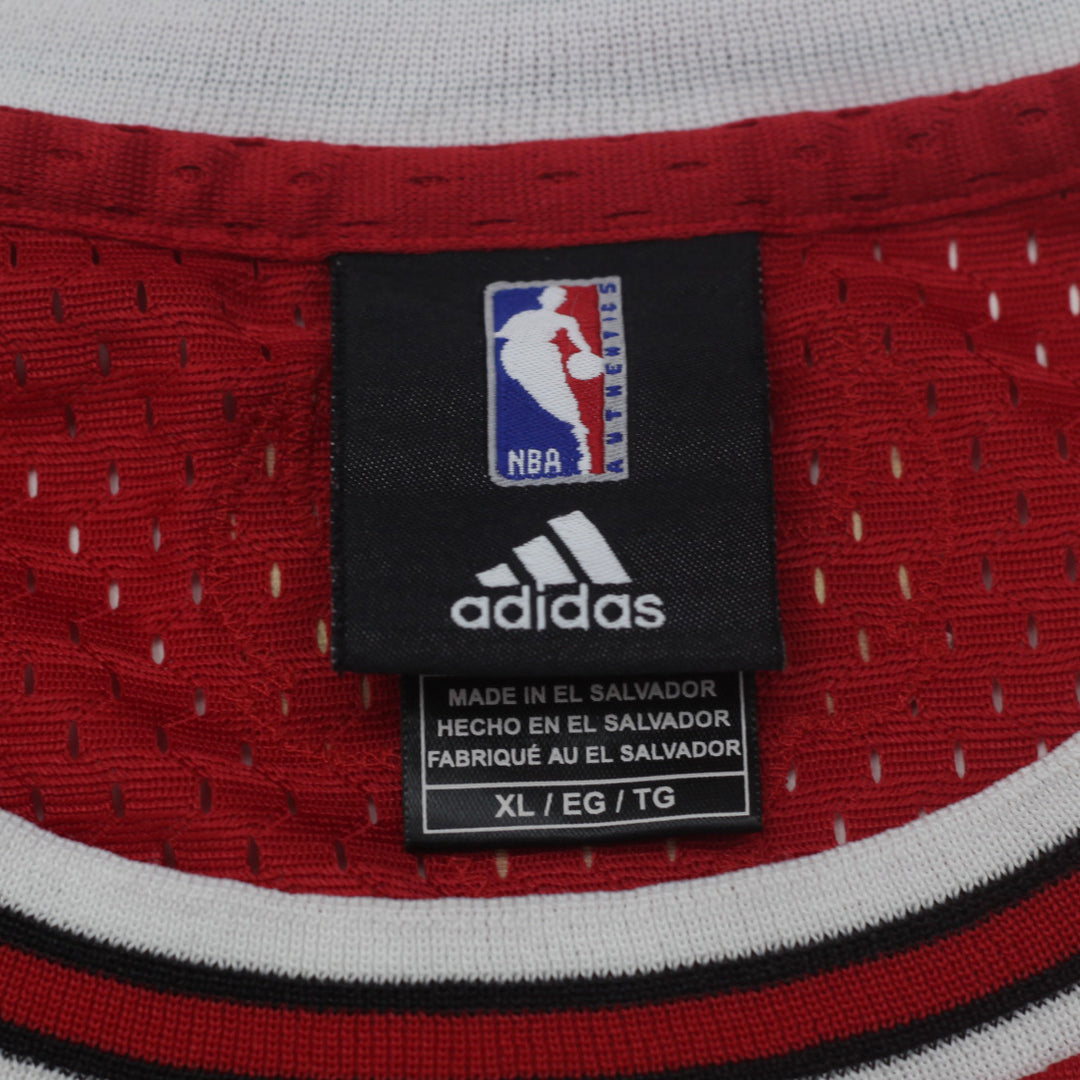 NBA
AUTHENTICS
adidas
MADE IN EL SALVADOR
HECHO EN EL SALVADOR
FABRIQUÉ AU EL SALVADOR
XL / EG / TG